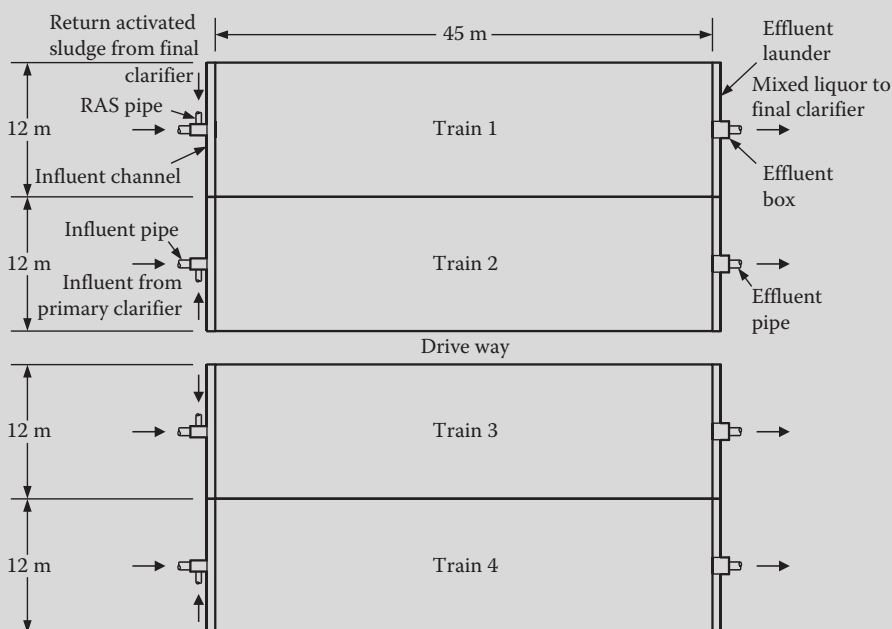 Return activated
sludge from final
clarifier
45 m
Effluent
launder
RAS pipe
Mixed liquor to
final clarifier
12 m
Train 1
Influent channel
Effluent
box
Influent pipe
12 m
Train 2
Influent from
primary clarifier
Effluent
pipe
Drive way
12 m
Train 3
12 m
Train 4